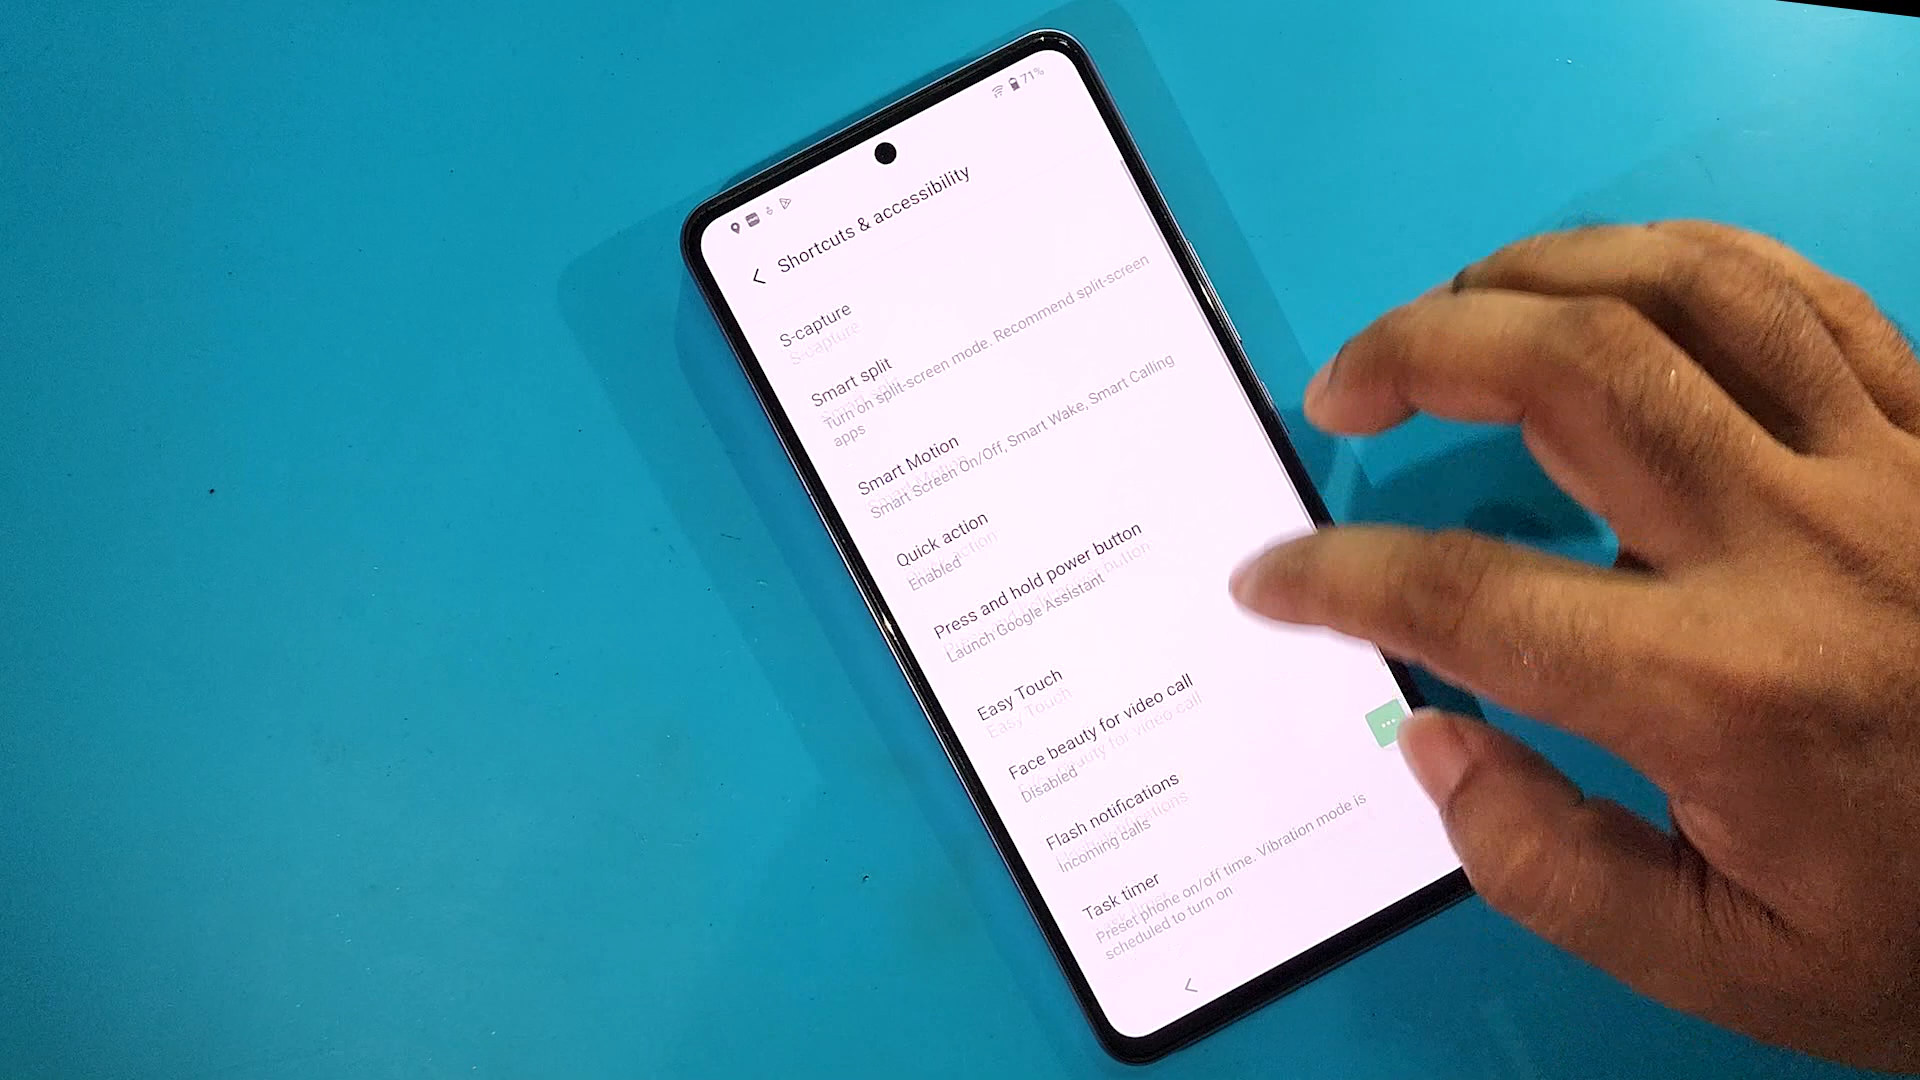 71%
Shortcuts & accessibility
S-capture
Smart split
Turn on split-screen mode. Recommend split-screen
apps
Smart Motion
Smart Screen On/Off, Smart Wake, Smart Calling
Quick action
Enabled
Press and hold power button
Launch Google Assistant
Easy Touch
Face beauty for video call
Disabled
Flash notifications
Incoming calls
Task timer
Preset phone on/off time. Vibration mode is
scheduled to turn on